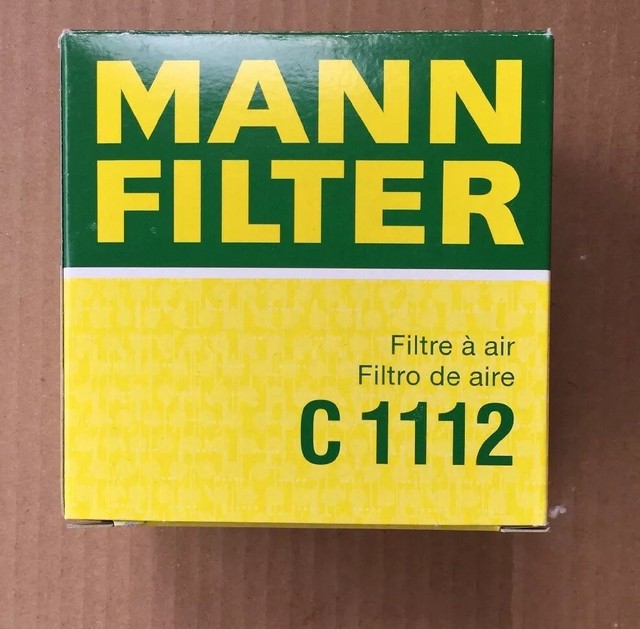 MANN
FILTER
Filtre à air
Filtro de aire
C 1112